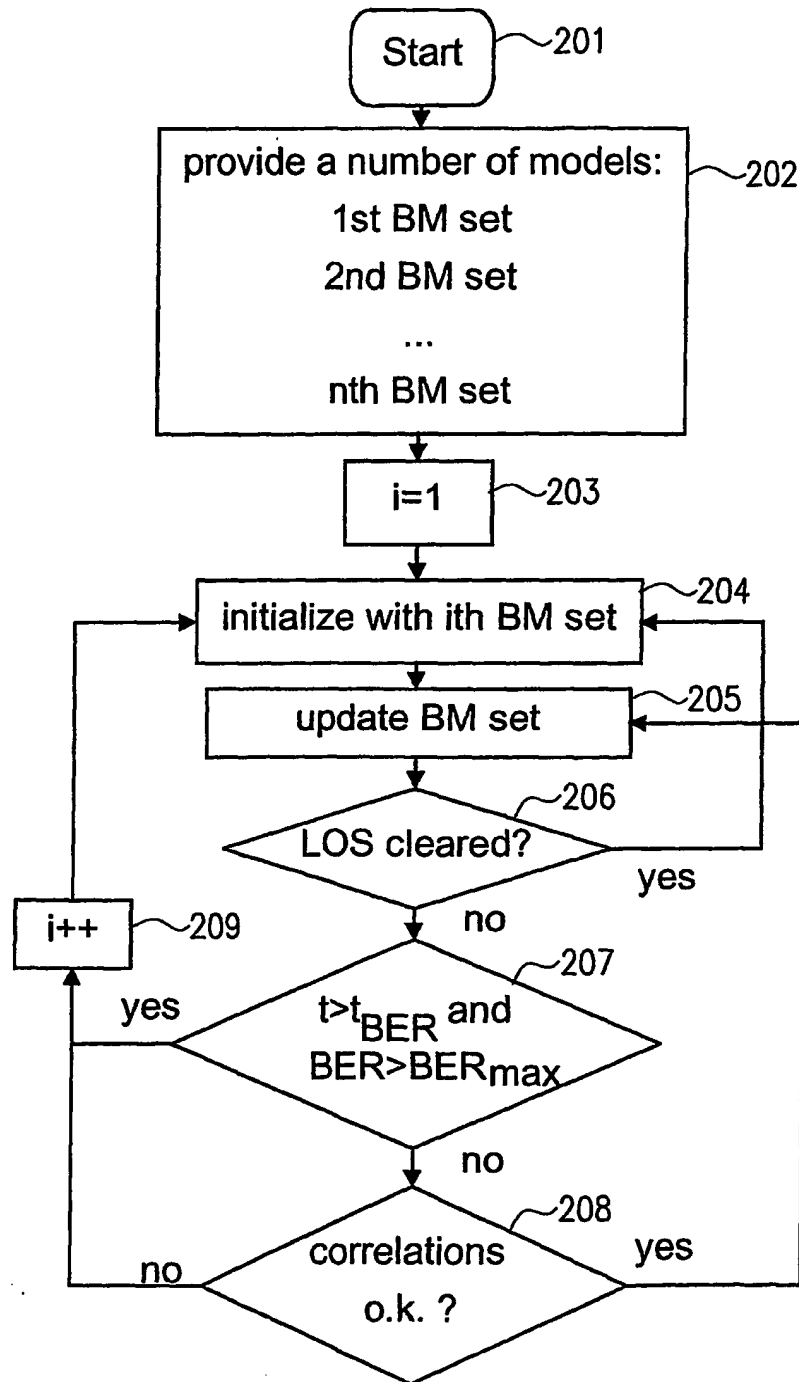 Start
201
provide a number of models:
202
1st BM set
2nd BM set
...
nth BM set
i=1
203
204
initialize with ith BM set
205
update BM set
206
LOS cleared?
yes
no
i++
209
207
yes
t>tBER and
BER>BERmax
no
208
correlations
yes
no
o.k. ?